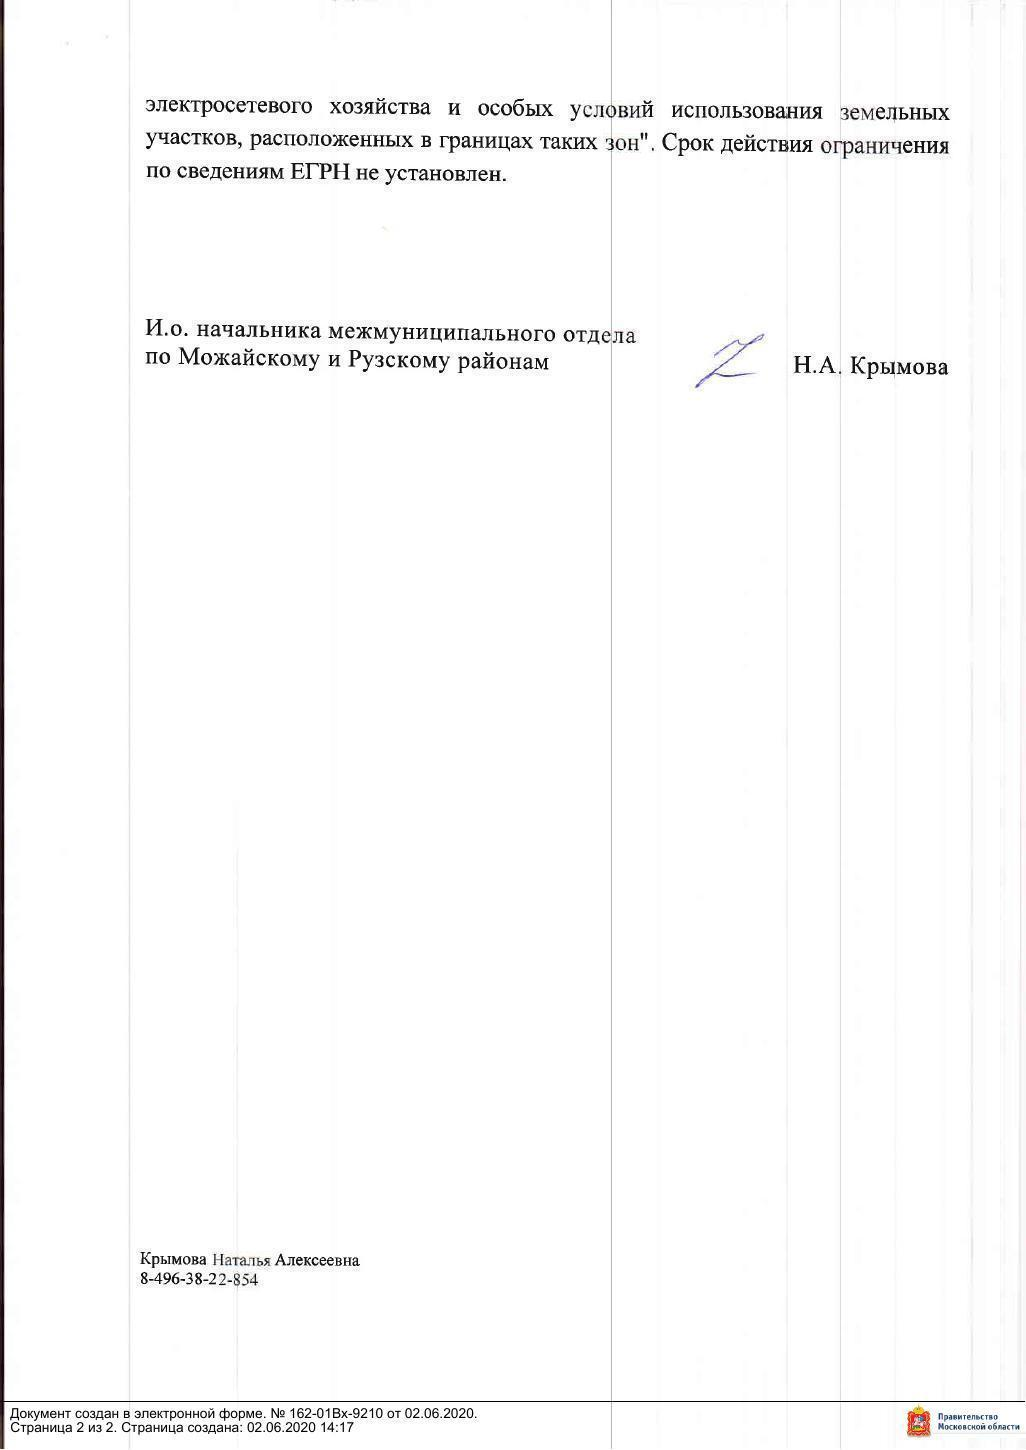 электросетевого хозяйства и особых условий использования земельных
участков, расположенных в границах таких зон". Срок действия ограничения
по сведениям ЕГРН не установлен.
И.о. начальника межмуниципального отдела
по Можайскому и Рузскому районам
Н.А. Крымова
Крымова Наталья Алексеевна
8-496-38-22-854
Документ создан в электронной форме. № 162-01Вх-9210 от 02.06.2020.
Страница 2 из 2. Страница создана: 02.06.2020 14:17
Правительство
Московской области